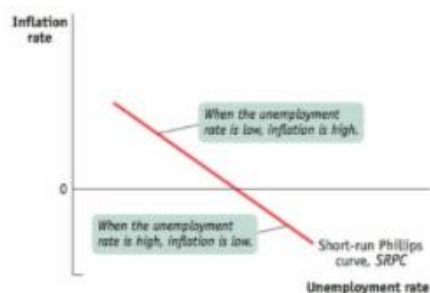 Inflation
rate
When the unemployment
rate is low, inflation is high.
0
When the unemployment
rate is high, inflation is low.
Short-run Phillips
curve, SRPC
Unemployment rate